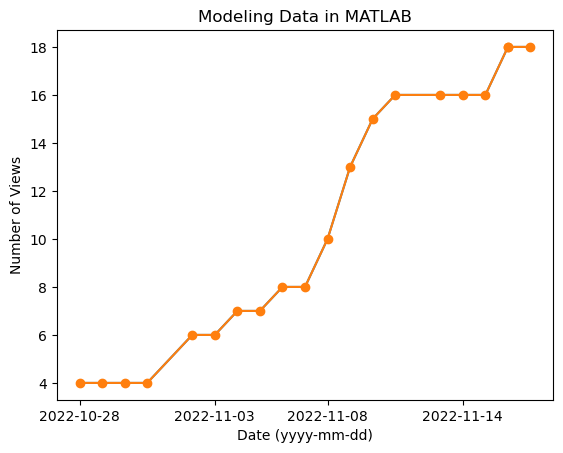 Modeling Data in MATLAB
18
16
14
12
10
8
6
4
Number of Views
2022-10-28 2022-11-03 2022-11-08 2022-11-14
Date (yyyy-mm-dd)